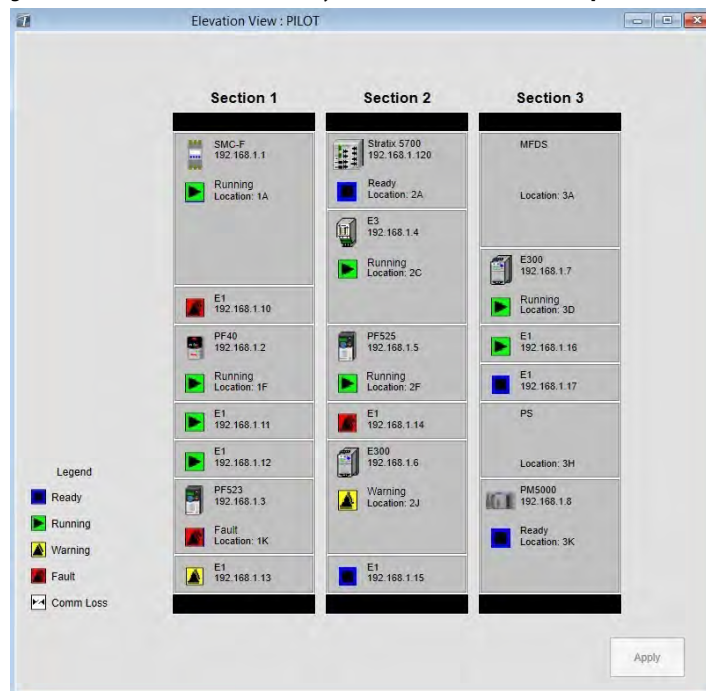 Elevation View : PILOT
Section 1
SMC-F
192.168.1.1
Running
Location: 1A
E1
192.168.1.10
PF40
192.168.1.2
Running
Location: 1F
E1
192.168.1.11
E1
192.168.1.12
PF523
192.168.1.3
Fault
Location: 1K
E1
192.168.1.13
Section 2
Stratix 5700
192.168.1.120
Ready
Location: 2A
E3
192.168.1.4
Running
Location: 2C
PF525
192.168.1.5
Running
Location: 2F
E1
192.168.1.14
E300
192.168.1.6
Warning
Location: 2J
E1
192.168.1.15
Section 3
MFDS
Location: 3A
E300
192.168.1.7
Running
Location: 3D
E1
192.168.1.16
E1
192.168.1.17
PS
Location: 3H
PM5000
192.168.1.8
Ready
Location: 3K
Legend
Ready
Running
Warning
Fault
Comm Loss
Apply